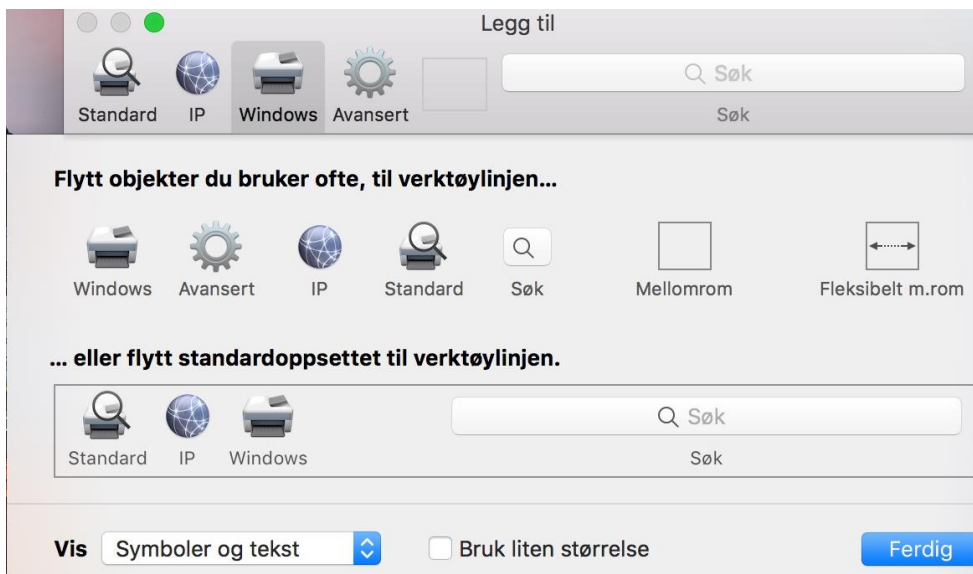 Legg til
Søk
Standard IP Windows Avansert Søk
Flytt objekter du bruker ofte, til verktøylinjen...
Windows Avansert IP Standard Søk Mellomrom Fleksibelt m.rom
... eller flytt standardoppsettet til verktøylinjen.
Søk
Standard IP Windows Søk
Vis Symboler og tekst Bruk liten størrelse Ferdig